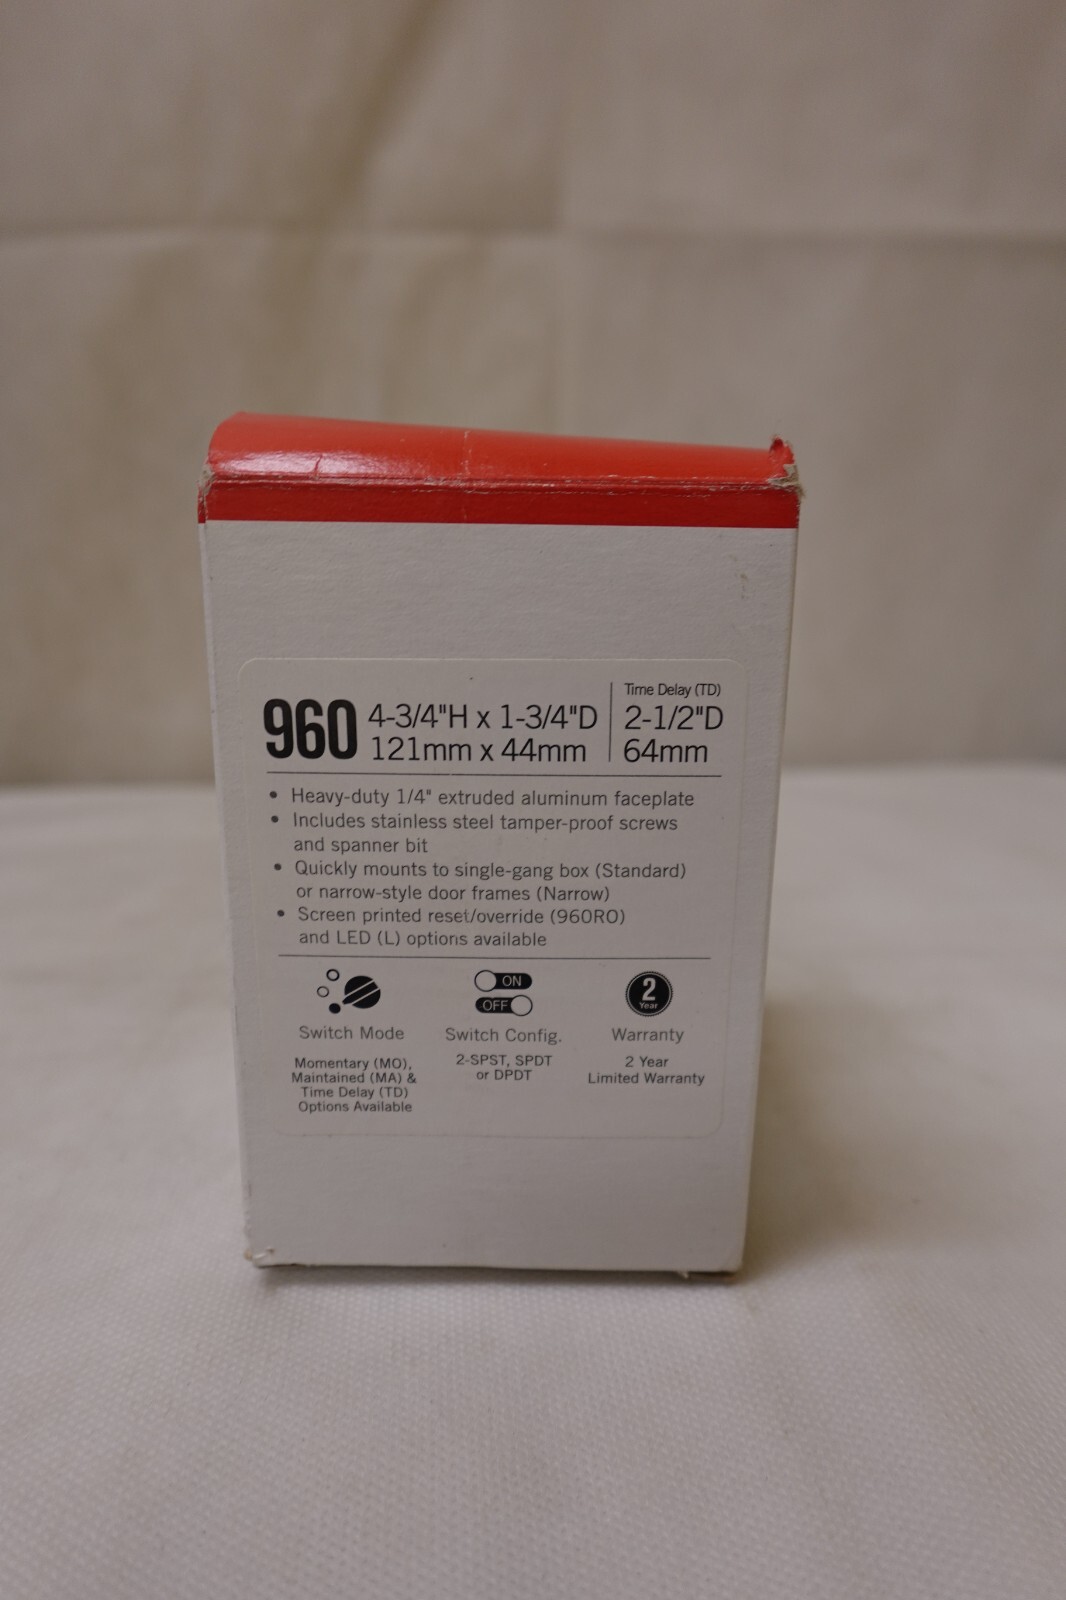 960 4-3/4"H x 1-3/4"D
121mm x 44mm
Time Delay (TD)
2-1/2"D
64mm
• Heavy-duty 1/4" extruded aluminum faceplate
• Includes stainless steel tamper-proof screws
and spanner bit
• Quickly mounts to single-gang box (Standard)
or narrow-style door frames (Narrow)
• Screen printed reset/override (960RO)
and LED (L) options available
Switch Mode
Momentary (MO),
Maintained (MA) &
Time Delay (TD)
Options Available
ON
OFF
Switch Config.
2-SPST, SPDT
or DPDT
2
Year
Warranty
2 Year
Limited Warranty